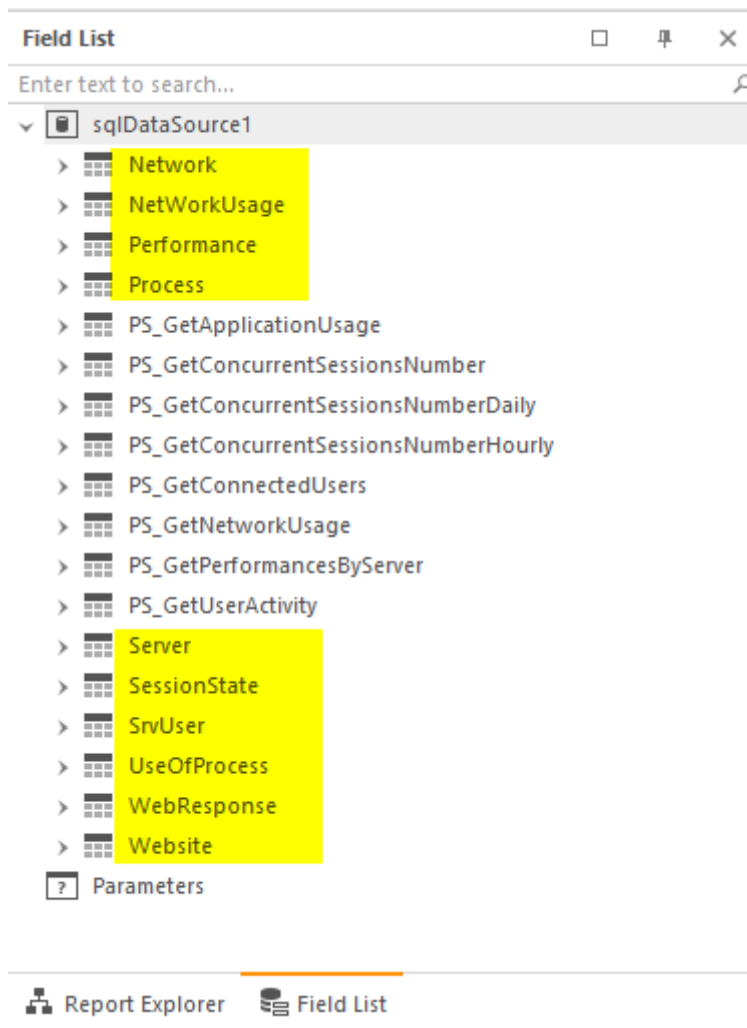 Field List
Enter text to search...
sqlDataSource1
Network
NetWorkUsage
Performance
Process
PS_GetApplicationUsage
PS_GetConcurrentSessionsNumber
PS_GetConcurrentSessionsNumberDaily
PS_GetConcurrentSessionsNumberHourly
PS_GetConnectedUsers
PS_GetNetworkUsage
PS_GetPerformancesByServer
PS_GetUserActivity
Server
SessionState
SrvUser
UseOfProcess
WebResponse
Website
? Parameters
Report Explorer Field List